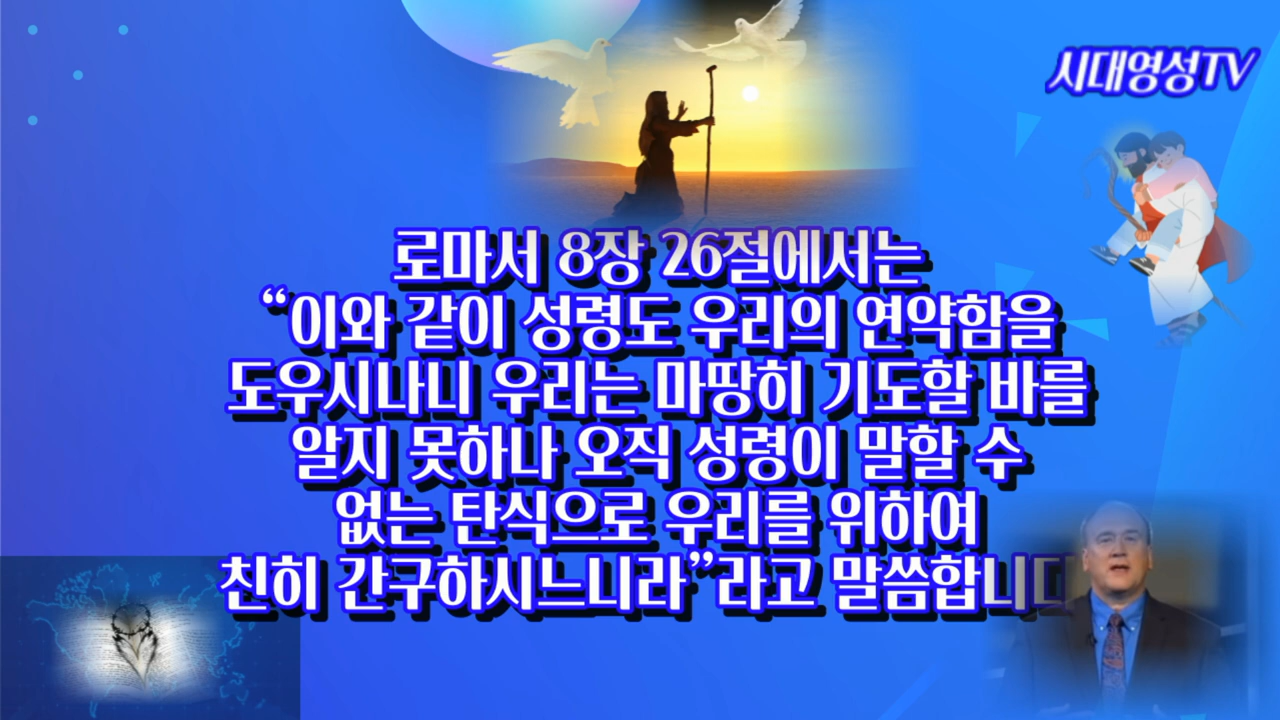 시대영성TV
로마서 8장 26절에서는
“이와 같이 성령도 우리의 연약함을
도우시나니 우리는 마땅히 기도할 바를
알지 못하나 오직 성령이 말할 수
없는 탄식으로 우리를 위하여
친히 간구하시느니라”라고 말씀합니다